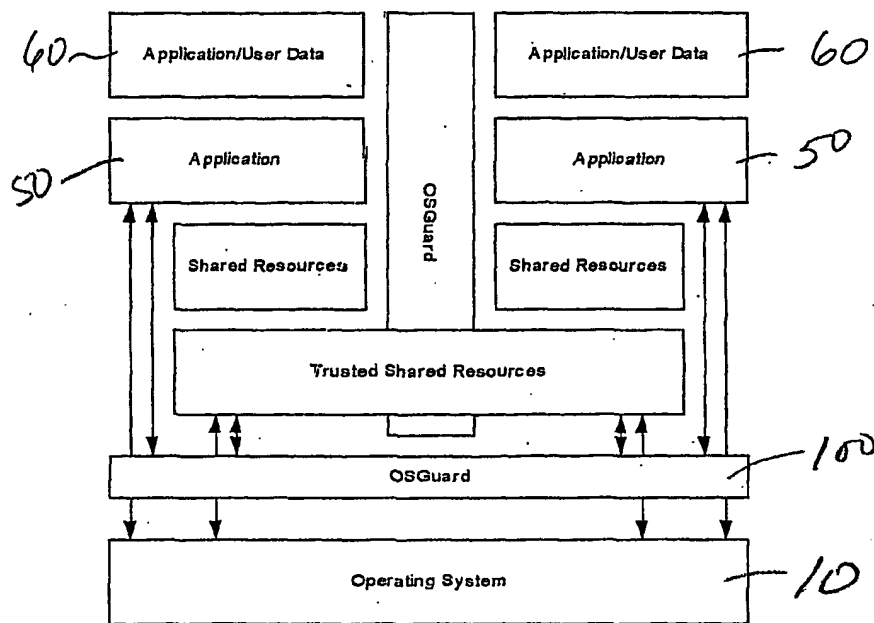 60 Application/User Data Application/User Data 60
50 Application Application 50
OSGuard
Shared Resources Shared Resources
Trusted Shared Resources
OSGuard 100
Operating System 10